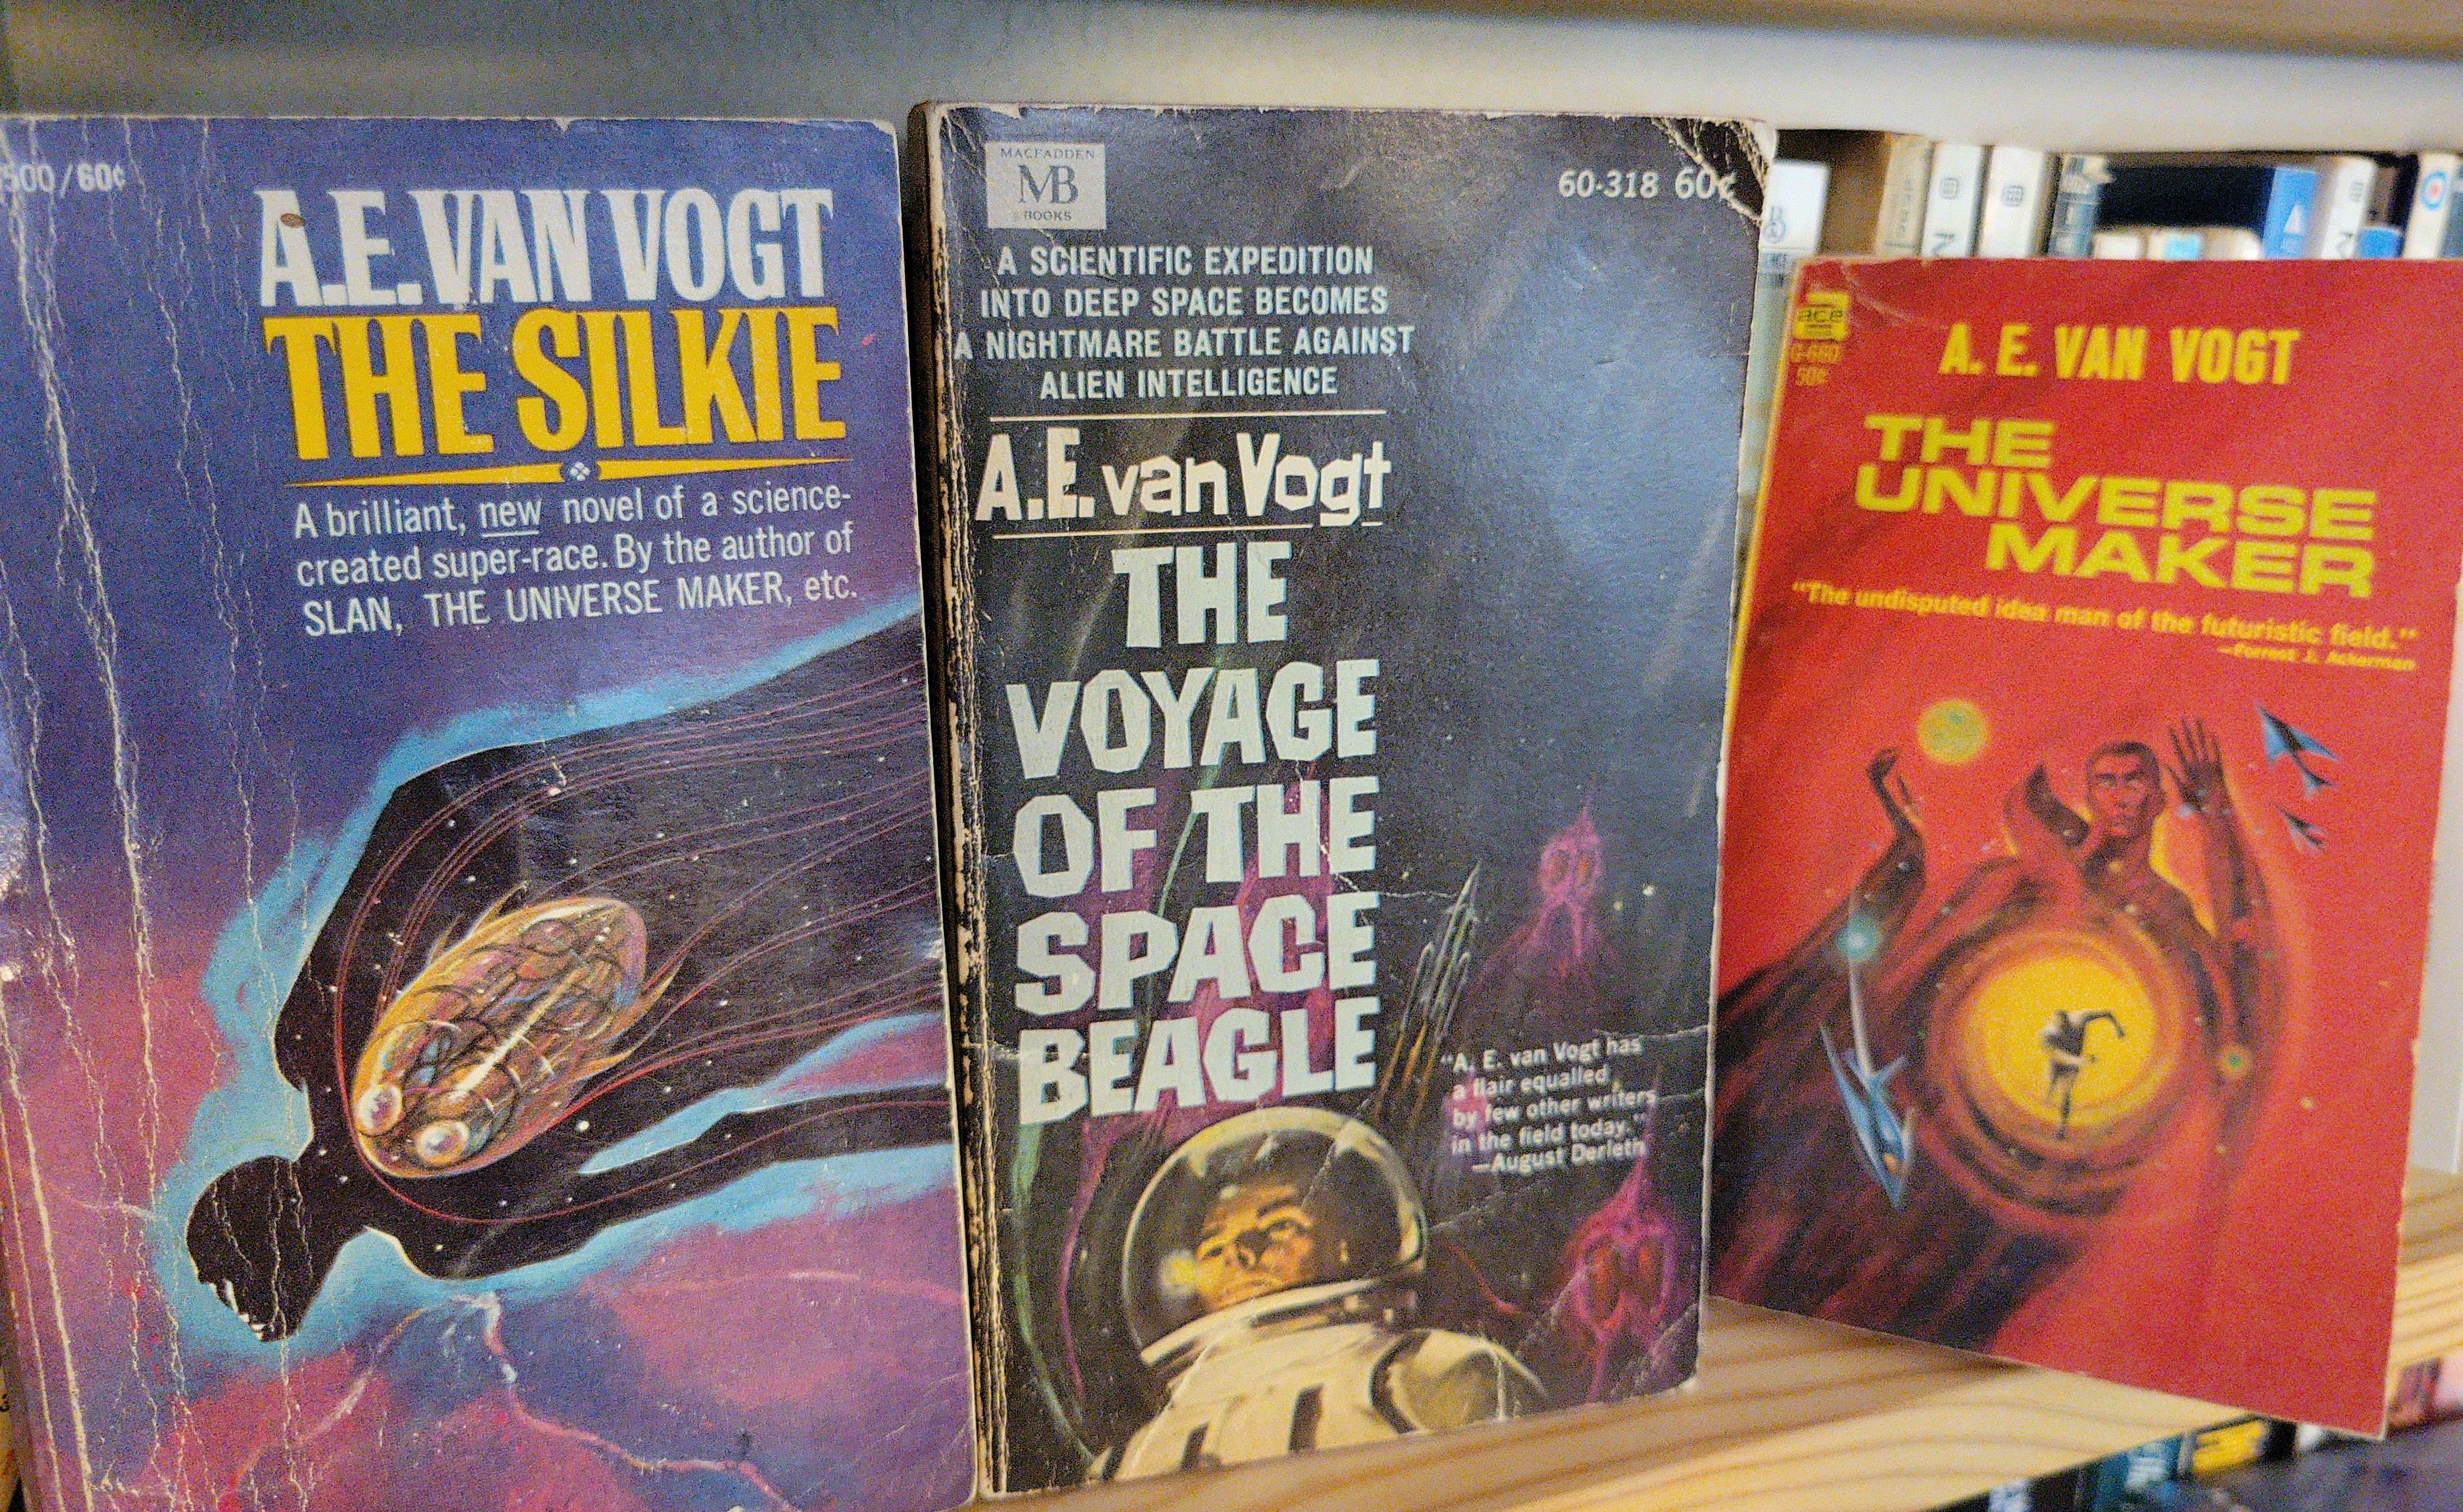 500/60¢
A.E.VAN VOGT
THE SILKIE
A brilliant, new novel of a science-
created super-race. By the author of
SLAN, THE UNIVERSE MAKER, etc.
MACFADDEN
MB
BOOKS
60-318 60¢
A SCIENTIFIC EXPEDITION
INTO DEEP SPACE BECOMES
A NIGHTMARE BATTLE AGAINST
ALIEN INTELLIGENCE
A.E. van Vogt
THE
VOYAGE
OF THE
SPACE
BEAGLE
"A. E. van Vogt has
a flair equalled
by few other writers
in the field today."
—August Derleth
ace
G-660
50¢
A. E. VAN VOGT
THE
UNIVERSE
MAKER
"The undisputed idea man of the futuristic field."
—Forrest J. Ackerman